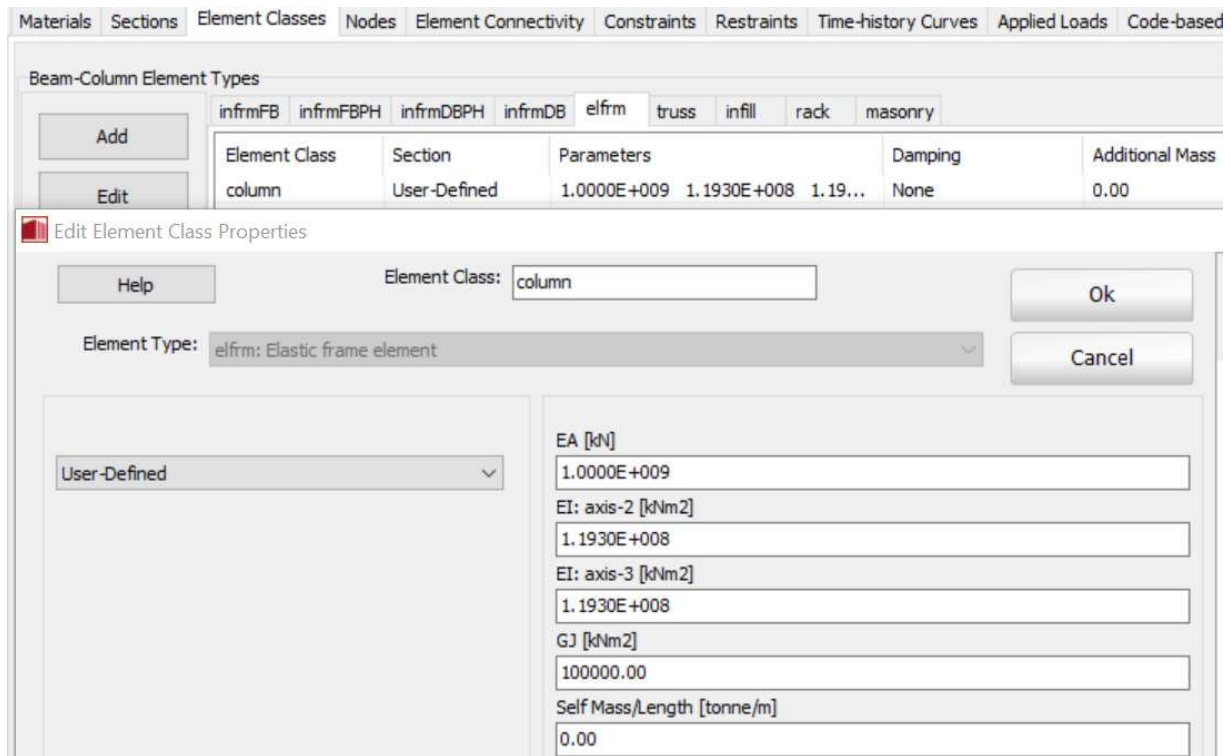 Materials Sections Element Classes Nodes Element Connectivity Constraints Restraints Time-history Curves Applied Loads Code-based
Beam-Column Element Types
infrmFB infrmFBPH infrmDBPH infrmDB elfrm truss infill rack masonry
Add
Element Class Section Parameters Damping Additional Mass
Edit
column User-Defined 1.0000E+009 1.1930E+008 1.19... None 0.00
Edit Element Class Properties
Help
Element Class: column
Ok
Element Type: elfrm: Elastic frame element
Cancel
User-Defined
EA [kN]
1.0000E+009
EI: axis-2 [kNm2]
1.1930E+008
EI: axis-3 [kNm2]
1.1930E+008
GJ [kNm2]
100000.00
Self Mass/Length [tonne/m]
0.00